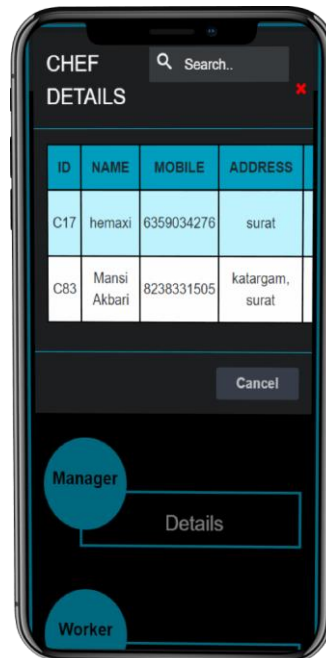 CHEF
DETAILS
Search..
ID NAME MOBILE ADDRESS
C17 hemaxi 6359034276 surat
C83 Mansi Akbari 8238331505 katargam, surat
Cancel
Manager
Details
Worker